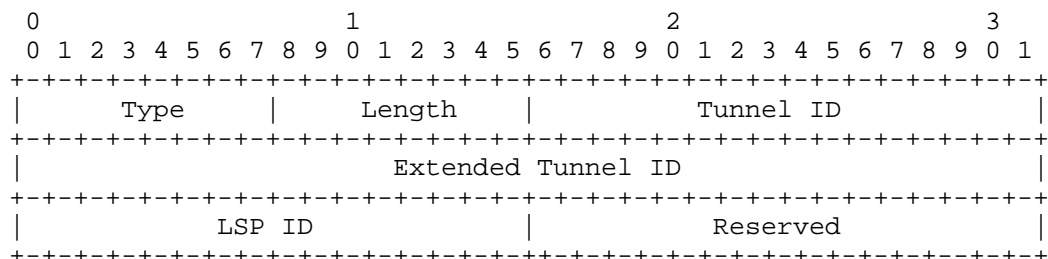 0                   1                   2                   3
 0 1 2 3 4 5 6 7 8 9 0 1 2 3 4 5 6 7 8 9 0 1 2 3 4 5 6 7 8 9 0 1
+-+-+-+-+-+-+-+-+-+-+-+-+-+-+-+-+-+-+-+-+-+-+-+-+-+-+-+-+-+-+-+-+
|      Type     |     Length    |           Tunnel ID           |
+-+-+-+-+-+-+-+-+-+-+-+-+-+-+-+-+-+-+-+-+-+-+-+-+-+-+-+-+-+-+-+-+
|                       Extended Tunnel ID                      |
+-+-+-+-+-+-+-+-+-+-+-+-+-+-+-+-+-+-+-+-+-+-+-+-+-+-+-+-+-+-+-+-+
|            LSP ID             |            Reserved           |
+-+-+-+-+-+-+-+-+-+-+-+-+-+-+-+-++-+-+-+-+-+-+-+-+-+-+--+-+-+-+-+